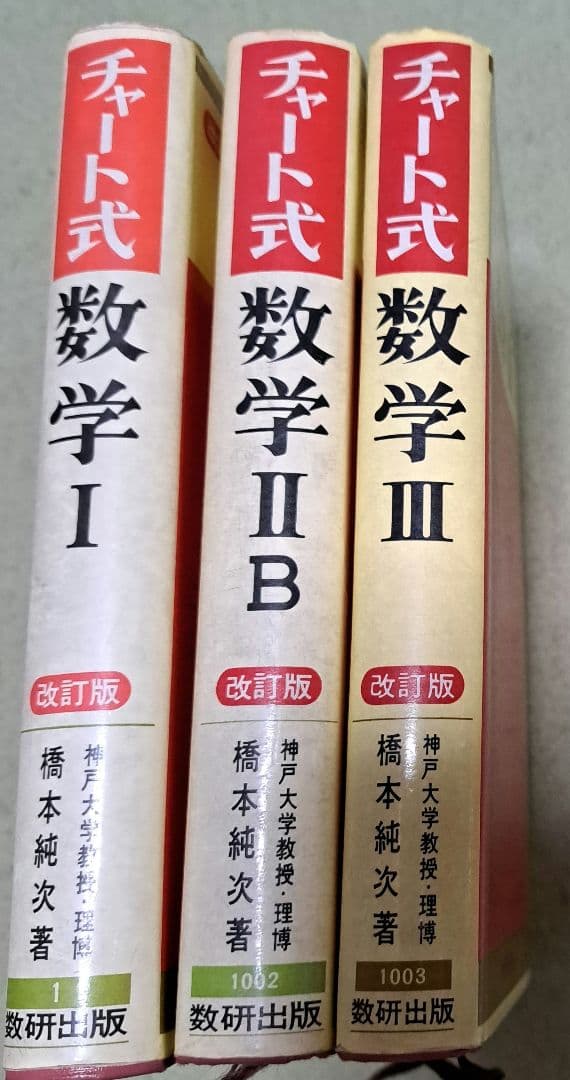 チャート式
数学
I
改訂版
神戸大学教授・理博
橋本純次著
1
数研出版
チャート式
数学
II
B
改訂版
神戸大学教授・理博
橋本純次著
1002
数研出版
チャート式
数学
III
改訂版
神戸大学教授・理博
橋本純次著
1003
数研出版